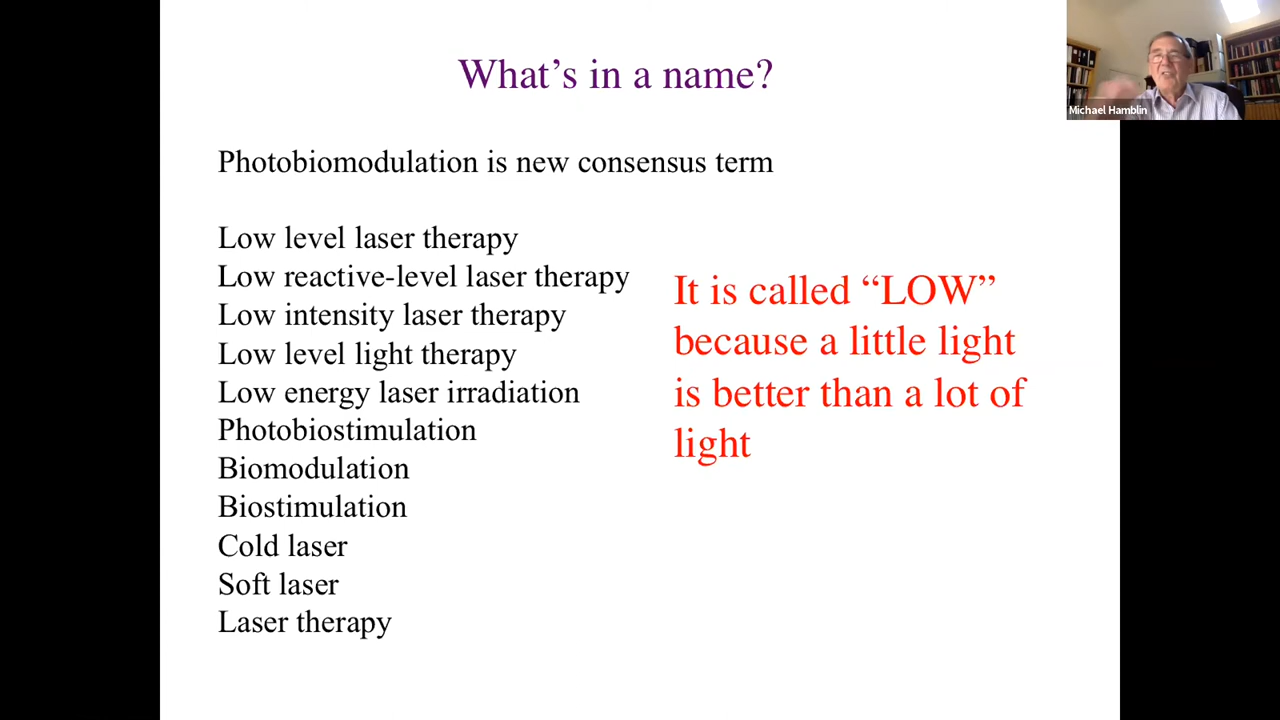 What’s in a name?
Michael Hamblin
Photobiomodulation is new consensus term
Low level laser therapy
Low reactive-level laser therapy
Low intensity laser therapy
Low level light therapy
Low energy laser irradiation
Photobiostimulation
Biomodulation
Biostimulation
Cold laser
Soft laser
Laser therapy
It is called “LOW”
because a little light
is better than a lot of
light